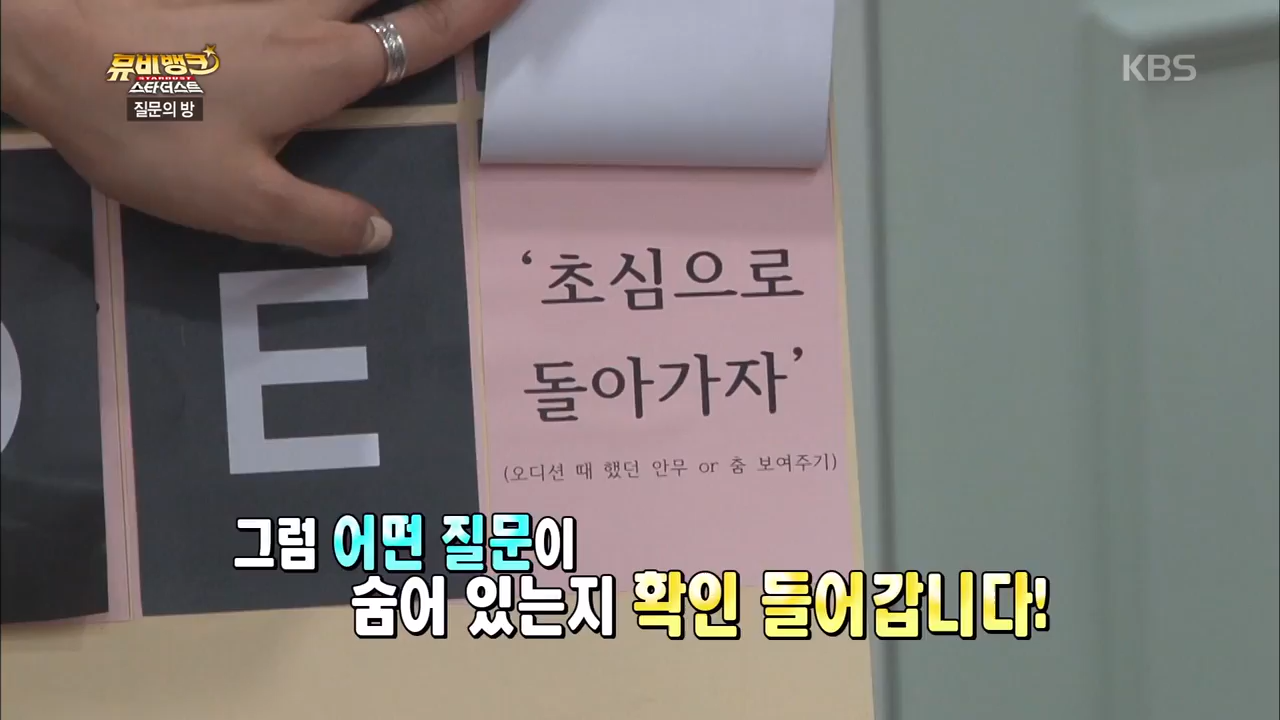 뮤비뱅크
STARDUST
스타더스트
질문의 방
KBS
E
‘초심으로
돌아가자’
(오디션 때 했던 안무 or 춤 보여주기)
그럼 어떤 질문이
숨어 있는지 확인 들어갑니다!